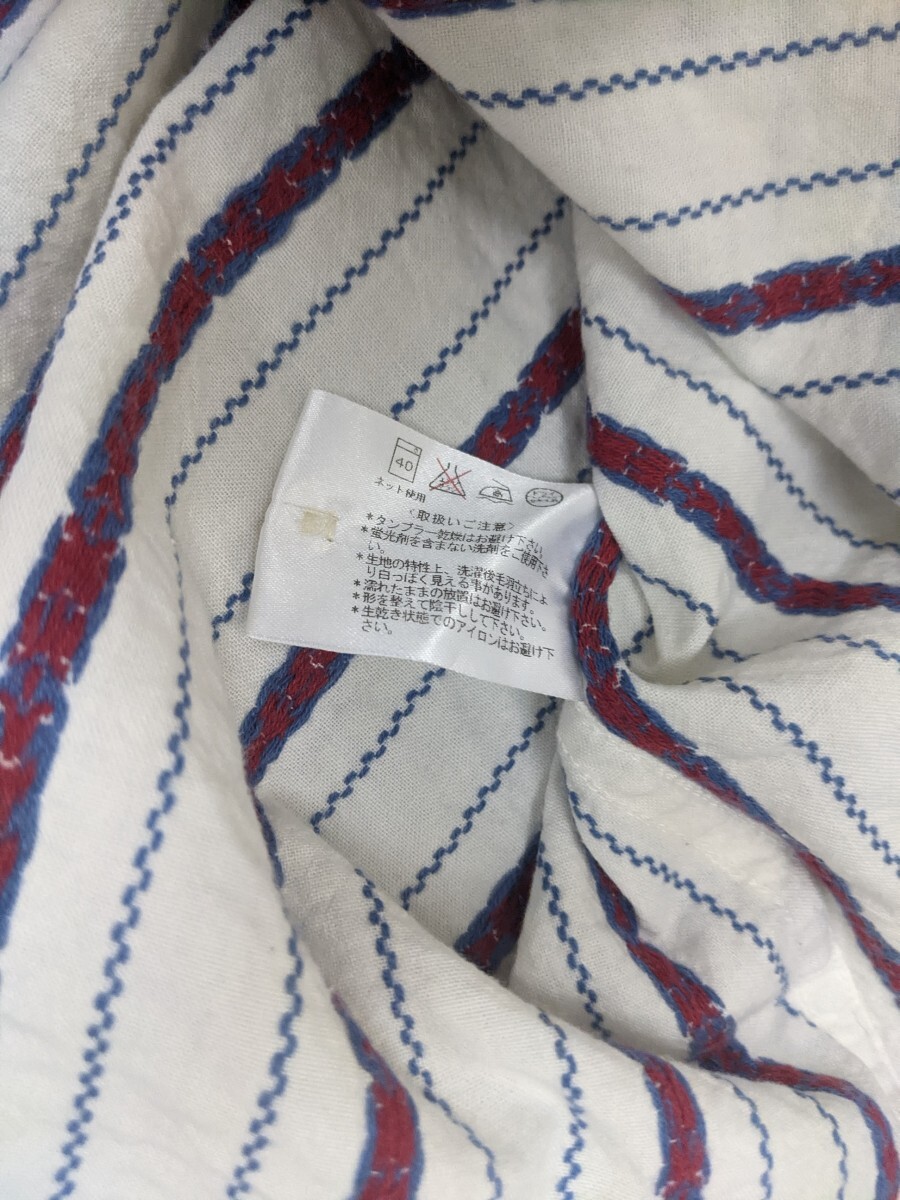 40
ネット使用
〈取扱いご注意〉
*タンブラー乾燥はお避け下さい。
*蛍光剤を含まない洗剤をご使用下さ
い。
*生地の特性上、洗濯後毛羽立ちによ
り白っぽく見える事があります。
*濡れたままの放置はお避け下さい。
*形を整えて陰干しして下さい。
*生乾き状態でのアイロンはお避け下
さい。